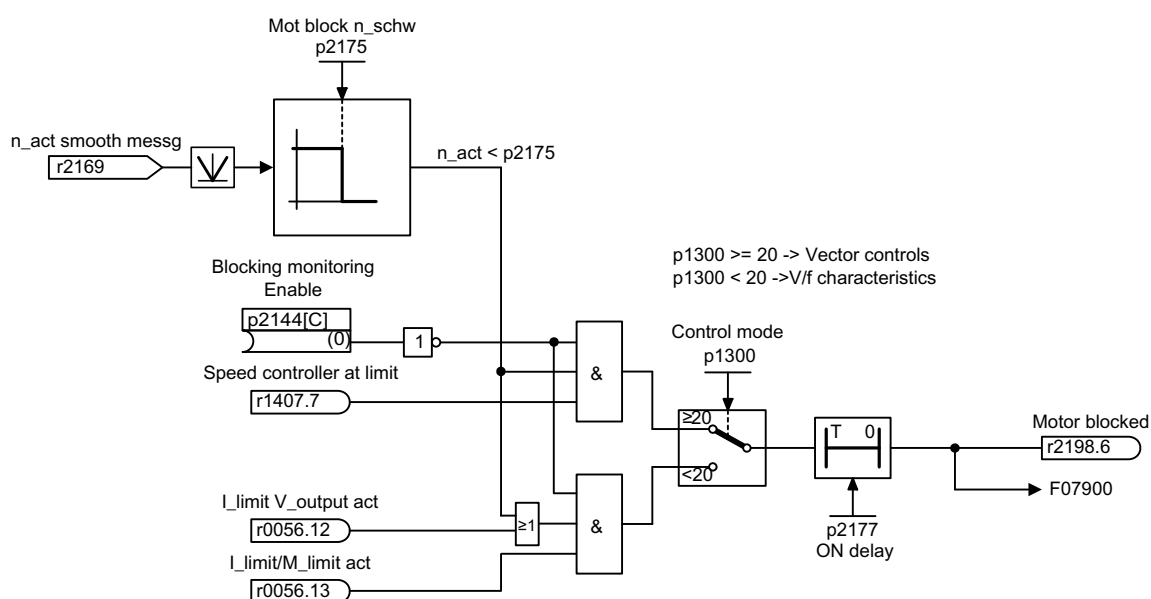 Mot block n_schw
p2175
n_act smooth messg
r2169
n_act < p2175
Blocking monitoring
Enable
p2144[C]
(0)
1
Speed controller at limit
r1407.7
&
p1300 >= 20 -> Vector controls
p1300 < 20 ->V/f characteristics
Control mode
p1300
≥20
<20
T 0
Motor blocked
r2198.6
F07900
p2177
ON delay
I_limit V_output act
r0056.12
≥1
&
I_limit/M_limit act
r0056.13